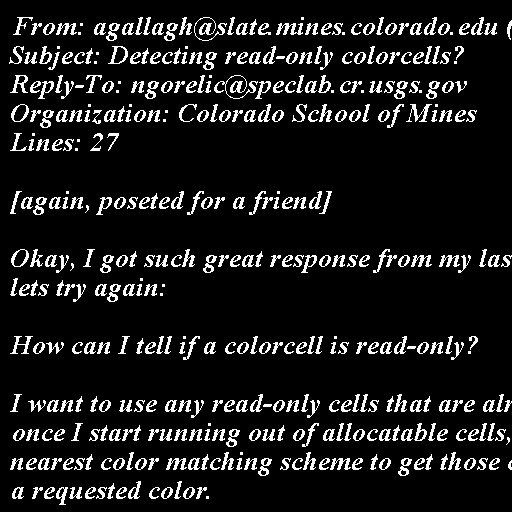 From: agallagh@slate.mines.colorado.edu (
Subject: Detecting read-only colorcells?
Reply-To: ngorelic@speclab.cr.usgs.gov
Organization: Colorado School of Mines
Lines: 27

[again, poseted for a friend]

Okay, I got such great response from my las
lets try again:

How can I tell if a colorcell is read-only?

I want to use any read-only cells that are alr
once I start running out of allocatable cells,
nearest color matching scheme to get those c
a requested color.